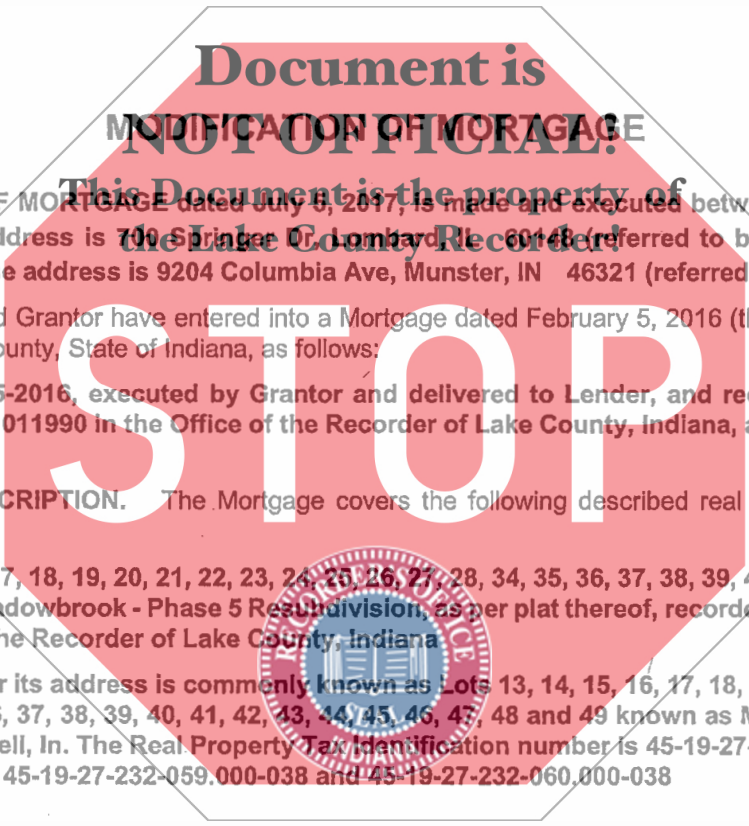 Document is
MODIFICATION OF MORTGAGE
NOT OFFICIAL!
This Document is the property of
F MORTGAGE dated July 6, 2017, is made and executed betw
the Lake County Recorder!
ddress is 700 Springer Dr, Lombard, IL 60148 (referred to b
e address is 9204 Columbia Ave, Munster, IN 46321 (referred
d Grantor have entered into a Mortgage dated February 5, 2016 (t
ounty, State of Indiana, as follows:
STOP
5-2016, executed by Grantor and delivered to Lender, and re
011990 in the Office of the Recorder of Lake County, Indiana, a
CRIPTION. The Mortgage covers the following described real
7, 18, 19, 20, 21, 22, 23, 24, 25, 26, 27, 28, 34, 35, 36, 37, 38, 39, 4
adowbrook - Phase 5 Resubdivision, as per plat thereof, recorde
he Recorder of Lake County, Indiana
RECORDER'S OFFICE
SEAL
INDIANA
r its address is commonly known as Lots 13, 14, 15, 16, 17, 18,
6, 37, 38, 39, 40, 41, 42, 43, 44, 45, 46, 47, 48 and 49 known as M
ell, In. The Real Property Tax Identification number is 45-19-27-
45-19-27-232-059.000-038 and 45-19-27-232-060.000-038